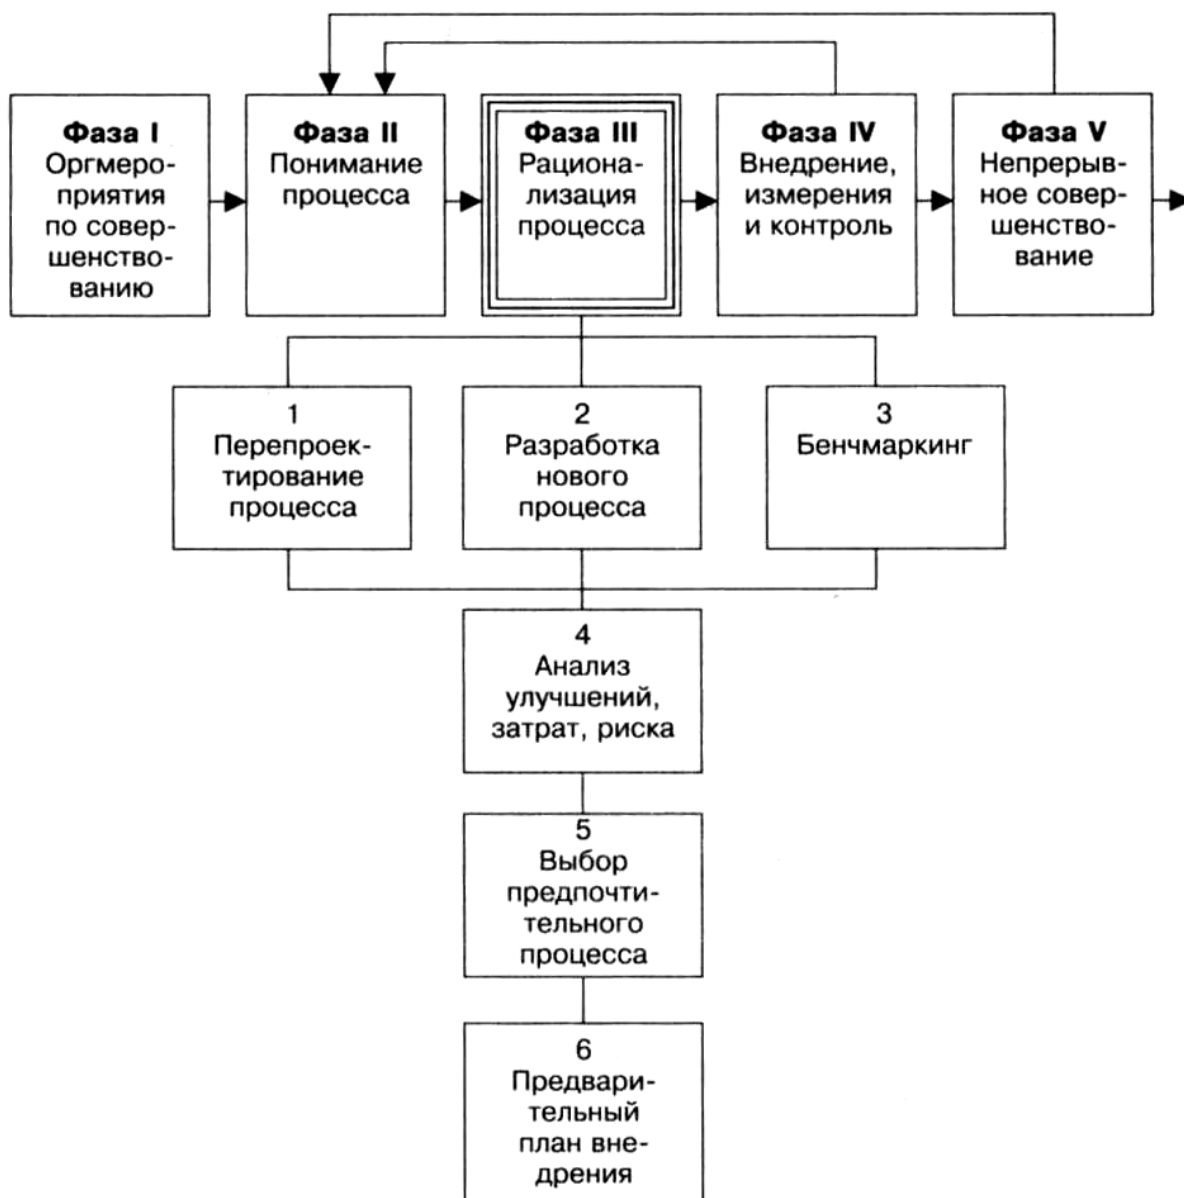 Фаза I
Оргмеро-
приятия
по совер-
шенство-
ванию
Фаза II
Понимание
процесса
Фаза III
Рацнона-
лизация
процесса
Фаза IV
Внедрение,
измерения
и контроль
Фаза V
Непрерыв-
ное совер-
шенство-
вание
1
Перепроек-
тирование
процесса
2
Разработка
нового
процесса
3
Бенчмаркинг
4
Анализ
улучшений,
затрат, риска
5
Выбор
предпочти-
тельного
процесса
6
Предвари-
тельный
план вне-
дрения